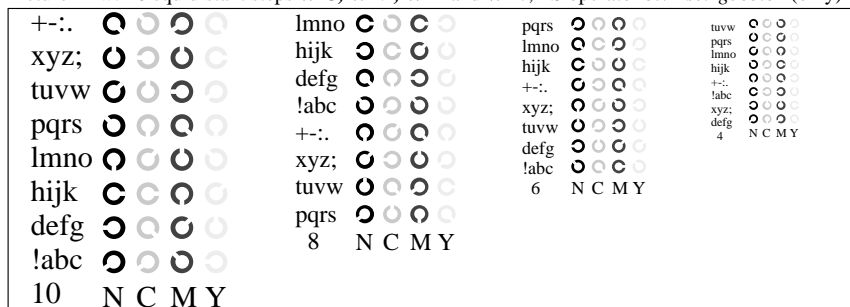 +-:.
xyz;
tuvw
pqrs
lmno
hijk
defg
!abc
10 N C M Y
lmno
hijk
defg
!abc
+-:.
xyz;
tuvw
pqrs
8 N C M Y
pqrs
lmno
hijk
+-:.
xyz;
tuvw
defg
!abc
6 N C M Y
tuvw
pqrs
lmno
hijk
+-:.
!abc
xyz;
defg
4 N C M Y